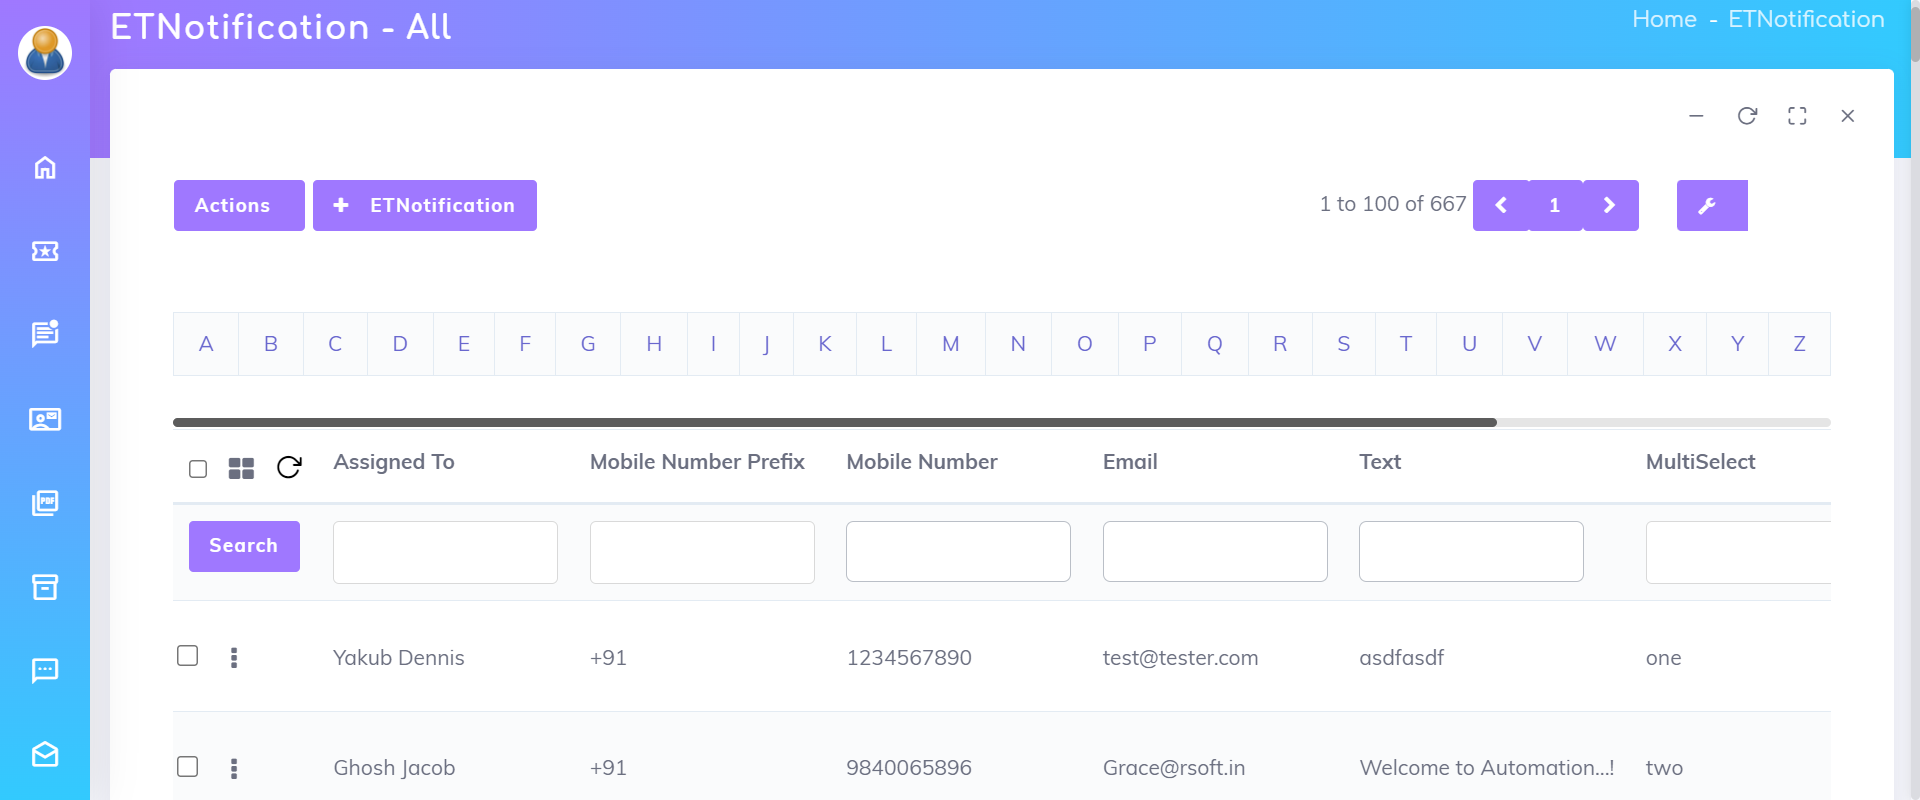 ETNotification - All
Home - ETNotification
Actions
ETNotification
1 to 100 of 667
1
A B C D E F G H I J K L M N O P Q R S T U V W X Y Z
Assigned To Mobile Number Prefix Mobile Number Email Text MultiSelect
Search
Yakub Dennis +91 1234567890 test@tester.com asdfasdf one
Ghosh Jacob +91 9840065896 Grace@rsoft.in Welcome to Automation...! two
PDF